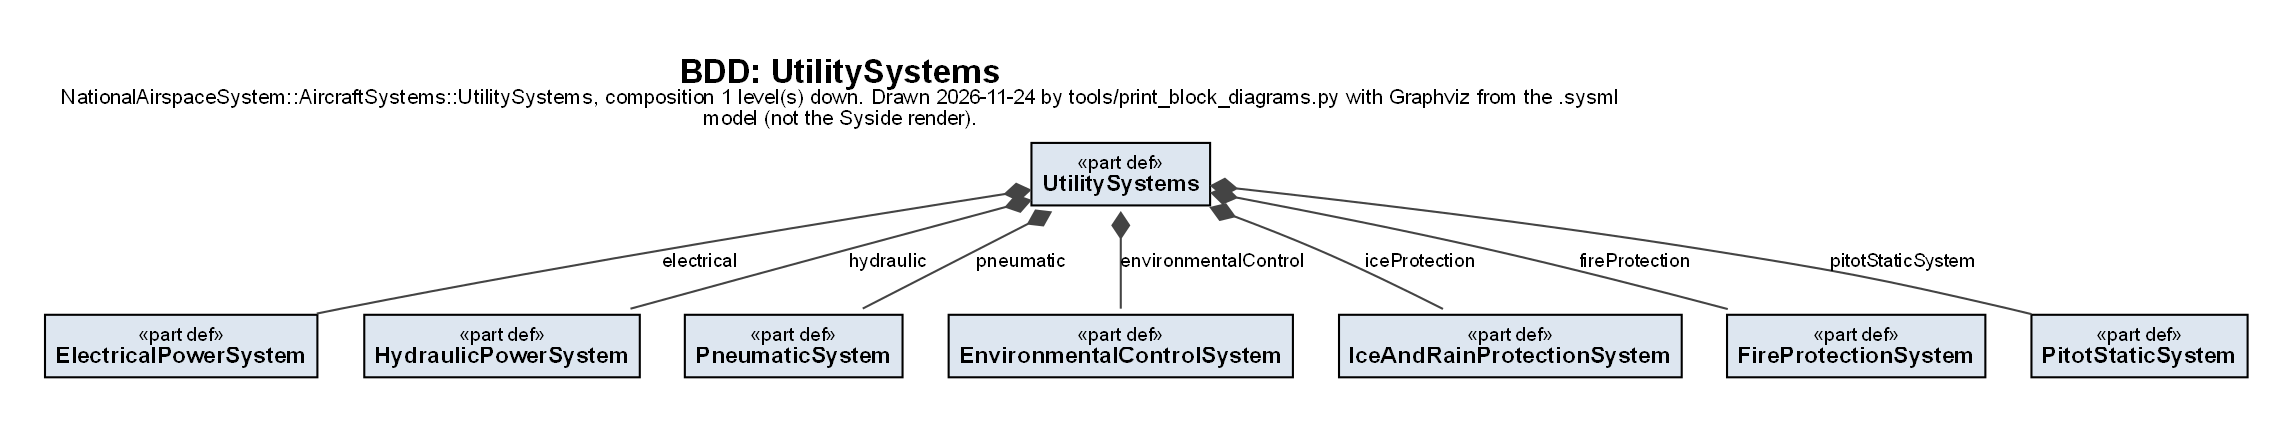 BDD: UtilitySystems
NationalAirspaceSystem::AircraftSystems::UtilitySystems, composition 1 level(s) down. Drawn 2026-11-24 by tools/print_block_diagrams.py with Graphviz from the .sysml
model (not the Syside render).
«part def»
UtilitySystems
electrical
hydraulic
pneumatic
environmentalControl
iceProtection
fireProtection
pitotStaticSystem
«part def»
ElectricalPowerSystem
«part def»
HydraulicPowerSystem
«part def»
PneumaticSystem
«part def»
EnvironmentalControlSystem
«part def»
IceAndRainProtectionSystem
«part def»
FireProtectionSystem
«part def»
PitotStaticSystem